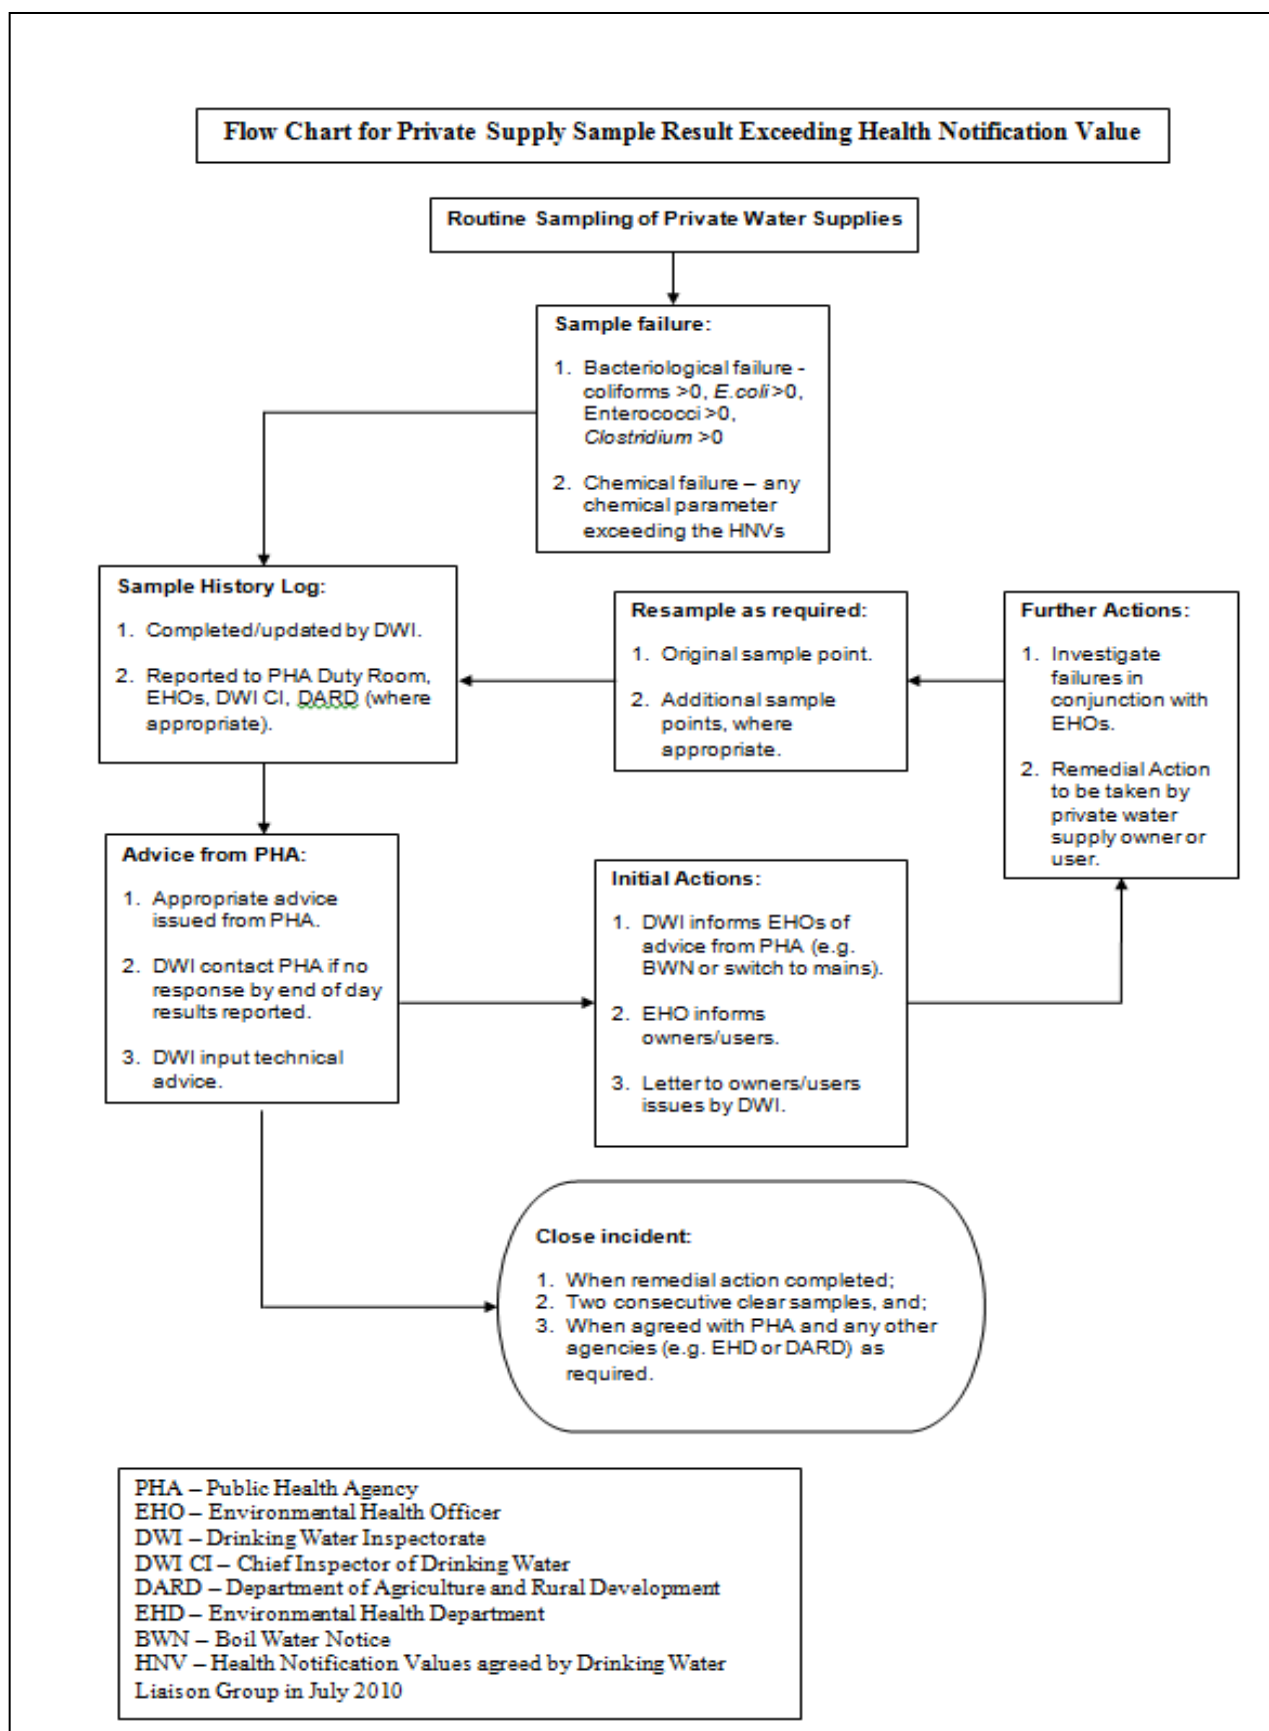 Flow Chart for Private Supply Sample Result Exceeding Health Notification Value
Routine Sampling of Private Water Supplies
Sample failure:
1. Bacteriological failure -
coliforms >0, E.coli >0,
Enterococci >0,
Clostridium >0
2. Chemical failure – any
chemical parameter
exceeding the HNVs
Sample History Log:
1. Completed/updated by DWI.
2. Reported to PHA Duty Room,
EHOs, DWI CI, DARD (where
appropriate).
Resample as required:
1. Original sample point.
2. Additional sample
points, where
appropriate.
Further Actions:
1. Investigate
failures in
conjunction with
EHOs.
2. Remedial Action
to be taken by
private water
supply owner or
user.
Advice from PHA:
1. Appropriate advice
issued from PHA.
2. DWI contact PHA if no
response by end of day
results reported.
3. DWI input technical
advice.
Initial Actions:
1. DWI informs EHOs of
advice from PHA (e.g.
BWN or switch to mains).
2. EHO informs
owners/users.
3. Letter to owners/users
issues by DWI.
Close incident:
1. When remedial action completed;
2. Two consecutive clear samples, and;
3. When agreed with PHA and any other
agencies (e.g. EHD or DARD) as
required.
PHA – Public Health Agency
EHO – Environmental Health Officer
DWI – Drinking Water Inspectorate
DWI CI – Chief Inspector of Drinking Water
DARD – Department of Agriculture and Rural Development
EHD – Environmental Health Department
BWN – Boil Water Notice
HNV – Health Notification Values agreed by Drinking Water
Liaison Group in July 2010